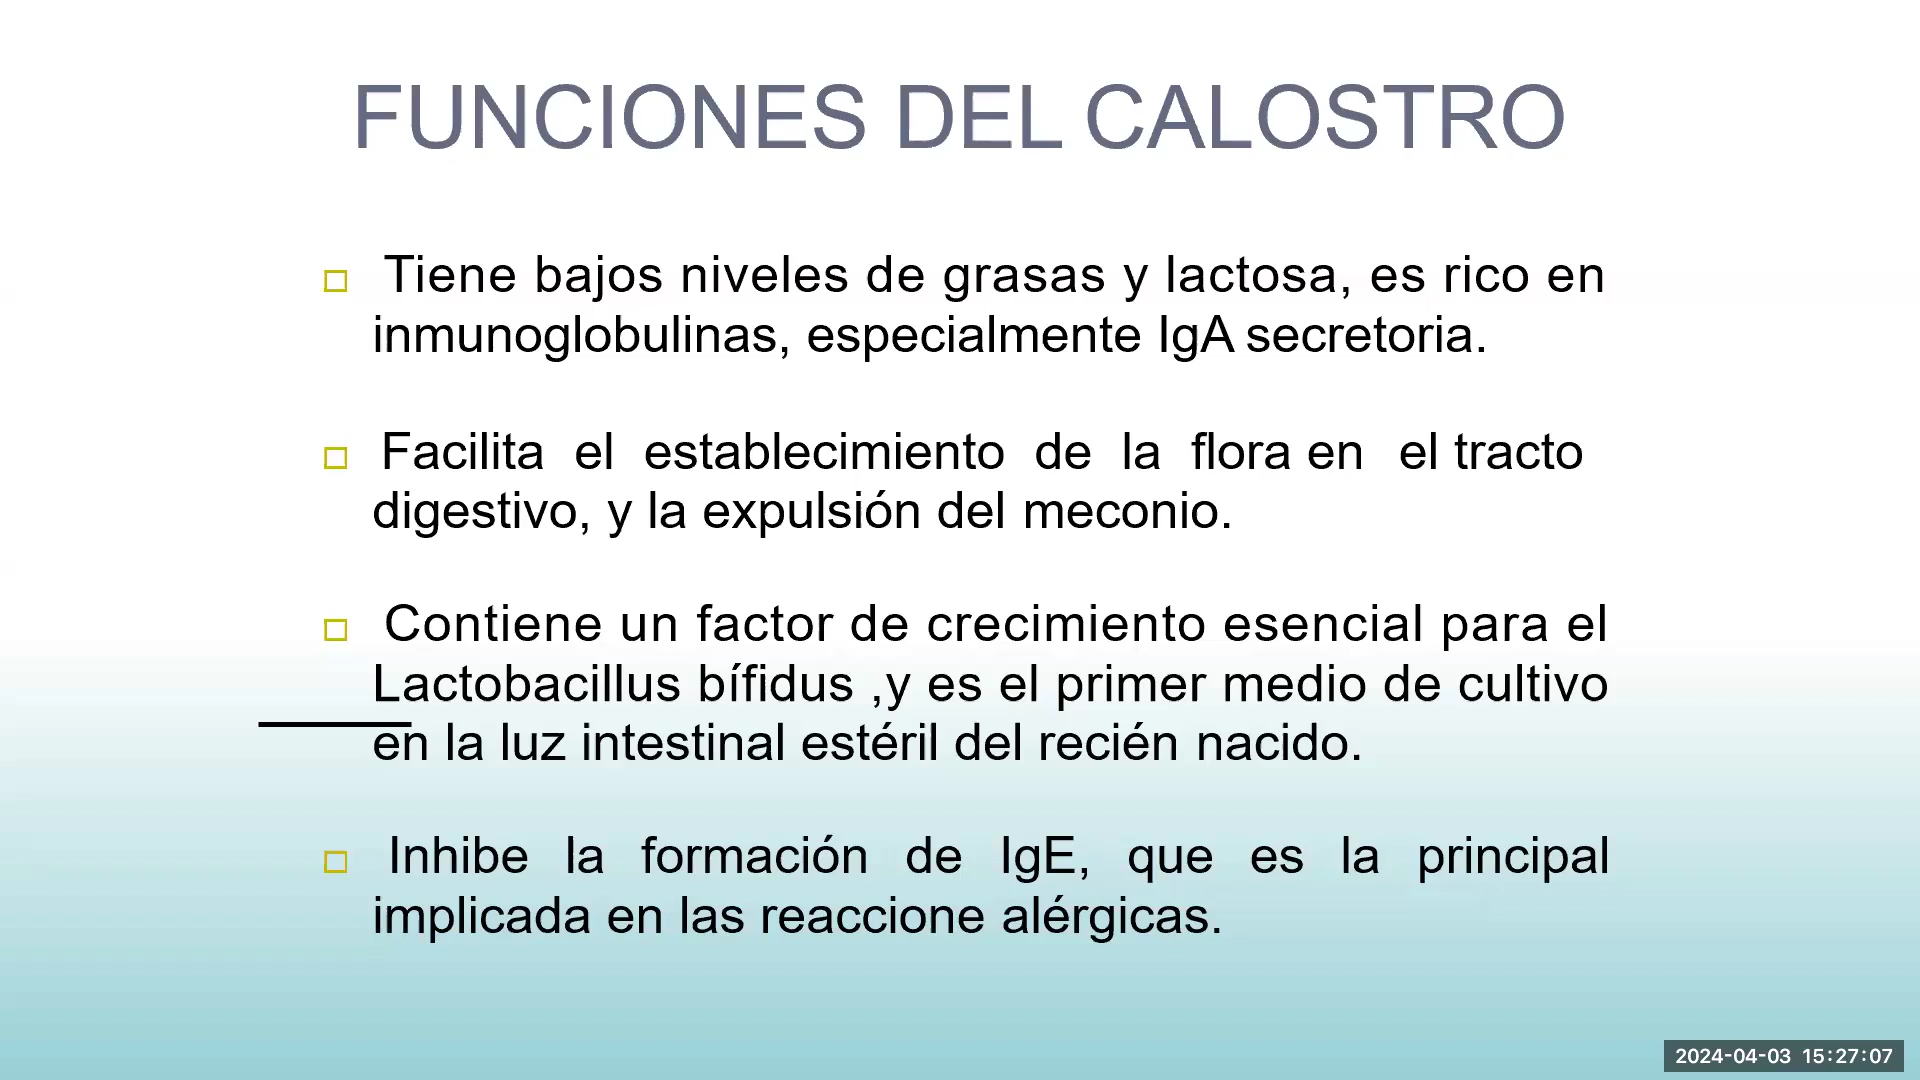 FUNCIONES DEL CALOSTRO
Tiene bajos niveles de grasas y lactosa, es rico en
inmunoglobulinas, especialmente IgA secretoria.
Facilita el establecimiento de la flora en el tracto
digestivo, y la expulsión del meconio.
Contiene un factor de crecimiento esencial para el
Lactobacillus bífidus ,y es el primer medio de cultivo
en la luz intestinal estéril del recién nacido.
Inhibe la formación de IgE, que es la principal
implicada en las reaccione alérgicas.
2024-04-03 15:27:07